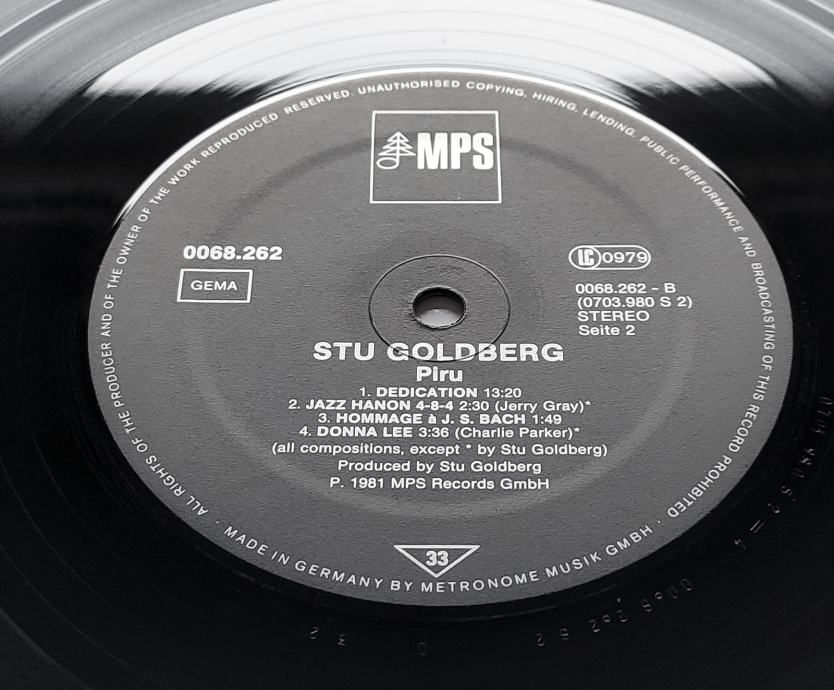 ALL RIGHTS OF THE PRODUCER AND OF THE OWNER OF THE WORK REPRODUCED RESERVED. UNAUTHORISED COPYING, HIRING, LENDING, PUBLIC PERFORMANCE AND BROADCASTING OF THIS RECORD PROHIBITED
MPS
0068.262
GEMA
LC 0979
0068.262 - B
(0703.980 S 2)
STEREO
Seite 2
STU GOLDBERG
Piru
1. DEDICATION 13:20
2. JAZZ HANON 4-8-4 2:30 (Jerry Gray)*
3. HOMMAGE à J. S. BACH 1:49
4. DONNA LEE 3:36 (Charlie Parker)*
(all compositions, except * by Stu Goldberg)
Produced by Stu Goldberg
P. 1981 MPS Records GmbH
33
· MADE IN GERMANY BY METRONOME MUSIK GMBH ·
0068 262 S2